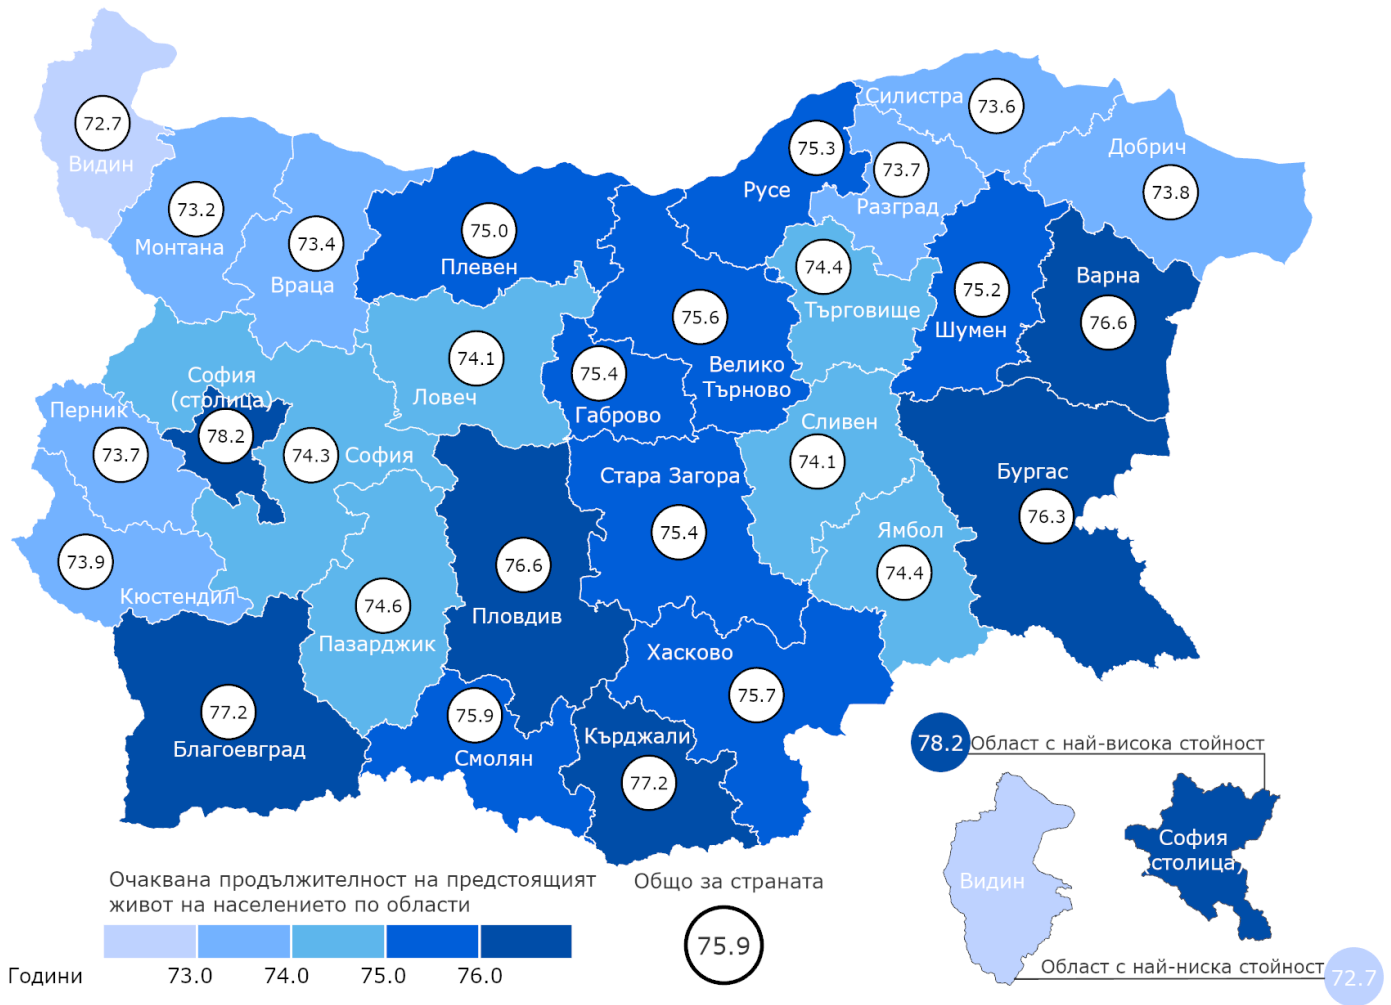 Силистра
73.6
72.7
Видин
75.3
Русе
73.7
Разград
Добрич
73.8
73.2
Монтана
73.4
Враца
75.0
Плевен
74.4
Търговище
75.2
Шумен
Варна
76.6
75.6
Велико
Търново
74.1
Ловеч
75.4
Габрово
София
(столица)
78.2
Перник
73.7
74.3
София
Сливен
74.1
Стара Загора
75.4
Бургас
76.3
Ямбол
74.4
73.9
Кюстендил
76.6
Пловдив
74.6
Пазарджик
Хасково
75.7
77.2
Благоевград
75.9
Смолян
Кърджали
77.2
78.2 Област с най-висока стойност
София
столица)
Видин
Област с най-ниска стойност 72.7
Очаквана продължителност на предстоящият
живот на населението по области
Години 73.0 74.0 75.0 76.0
Общо за страната
75.9